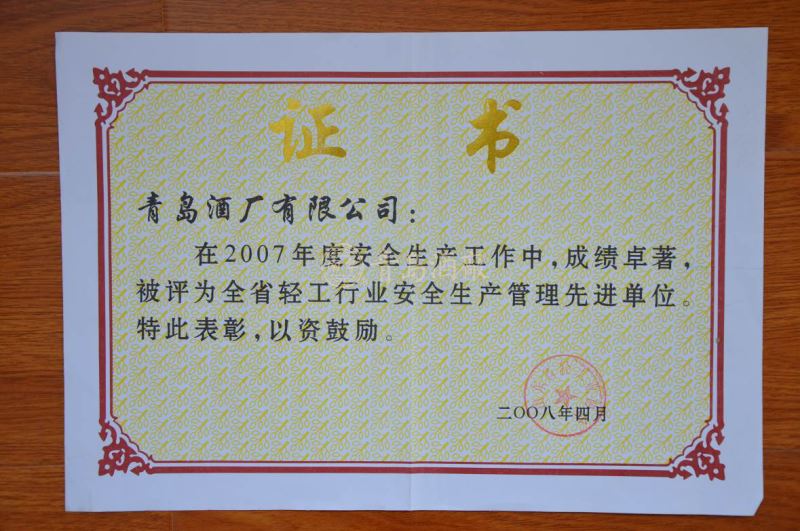 证书
青岛酒厂有限公司：
在2007年度安全生产工作中，成绩卓著，
被评为全省轻工行业安全生产管理先进单位。
特此表彰，以资鼓励。
二〇〇八年四月